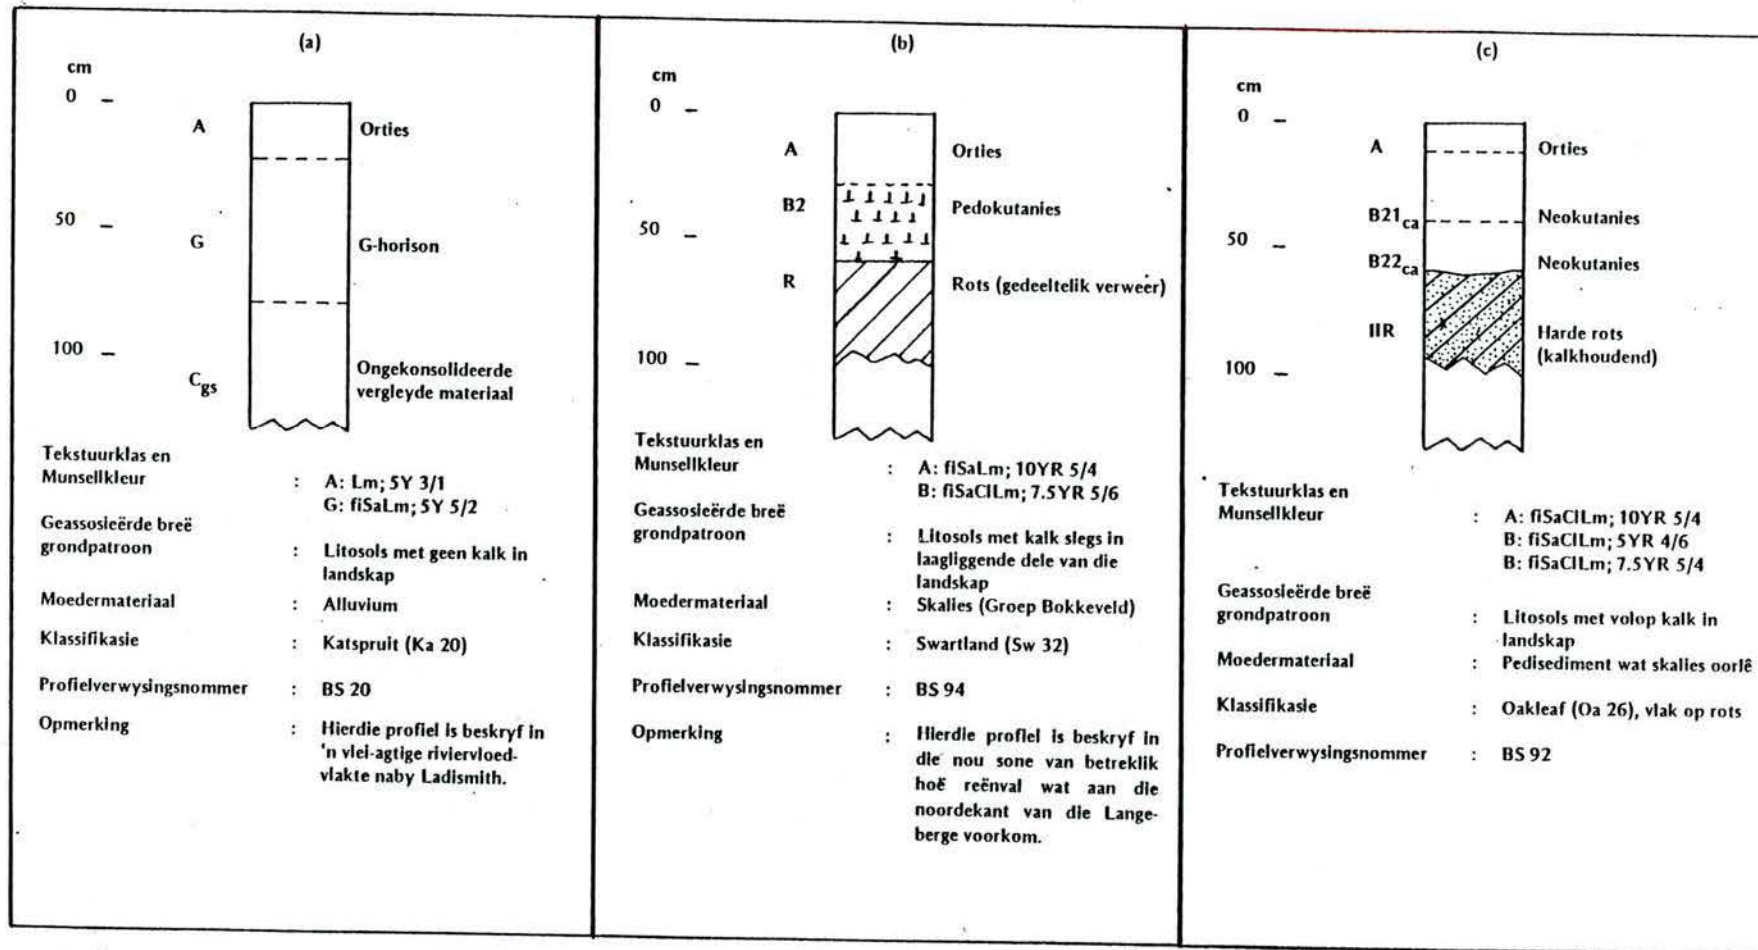 (a)
cm
0
A
Orties
50
G
G-horison
100
Cgs
Ongekonsolideerde
vergleyde materiaal
Tekstuurklas en
Munsellkleur : A: Lm; 5Y 3/1
G: fiSaLm; 5Y 5/2
Geassosieërde breë
grondpatroon : Litosols met geen kalk in
landskap
Moedermateriaal : Alluvium
Klassifikasie : Katspruit (Ka 20)
Profielverwysingsnommer : BS 20
Opmerking : Hierdie profiel is beskryf in
'n vlei-agtige riviervloed-
vlakte naby Ladismith.
(b)
cm
0
A
Orties
B2
Pedokutanies
50
R
Rots (gedeeltelik verweer)
100
Tekstuurklas en
Munsellkleur : A: fiSaLm; 10YR 5/4
B: fiSaClLm; 7.5YR 5/6
Geassosieërde breë
grondpatroon : Litosols met kalk slegs in
laagliggende dele van die
landskap
Moedermateriaal : Skalies (Groep Bokkeveld)
Klassifikasie : Swartland (Sw 32)
Profielverwysingsnommer : BS 94
Opmerking : Hierdie profiel is beskryf in
die nou sone van betreklik
hoë reënval wat aan die
noordekant van die Lange-
berge voorkom.
(c)
cm
0
A
Orties
B21ca
Neokutanies
50
B22ca
Neokutanies
IIR
Harde rots
(kalkhoudend)
100
Tekstuurklas en
Munsellkleur : A: fiSaClLm; 10YR 5/4
B: fiSaClLm; 5YR 4/6
B: fiSaClLm; 7.5YR 5/4
Geassosieërde breë
grondpatroon : Litosols met volop kalk in
landskap
Moedermateriaal : Pedisediment wat skalies oorlê
Klassifikasie : Oakleaf (Oa 26), vlak op rots
Profielverwysingsnommer : BS 92